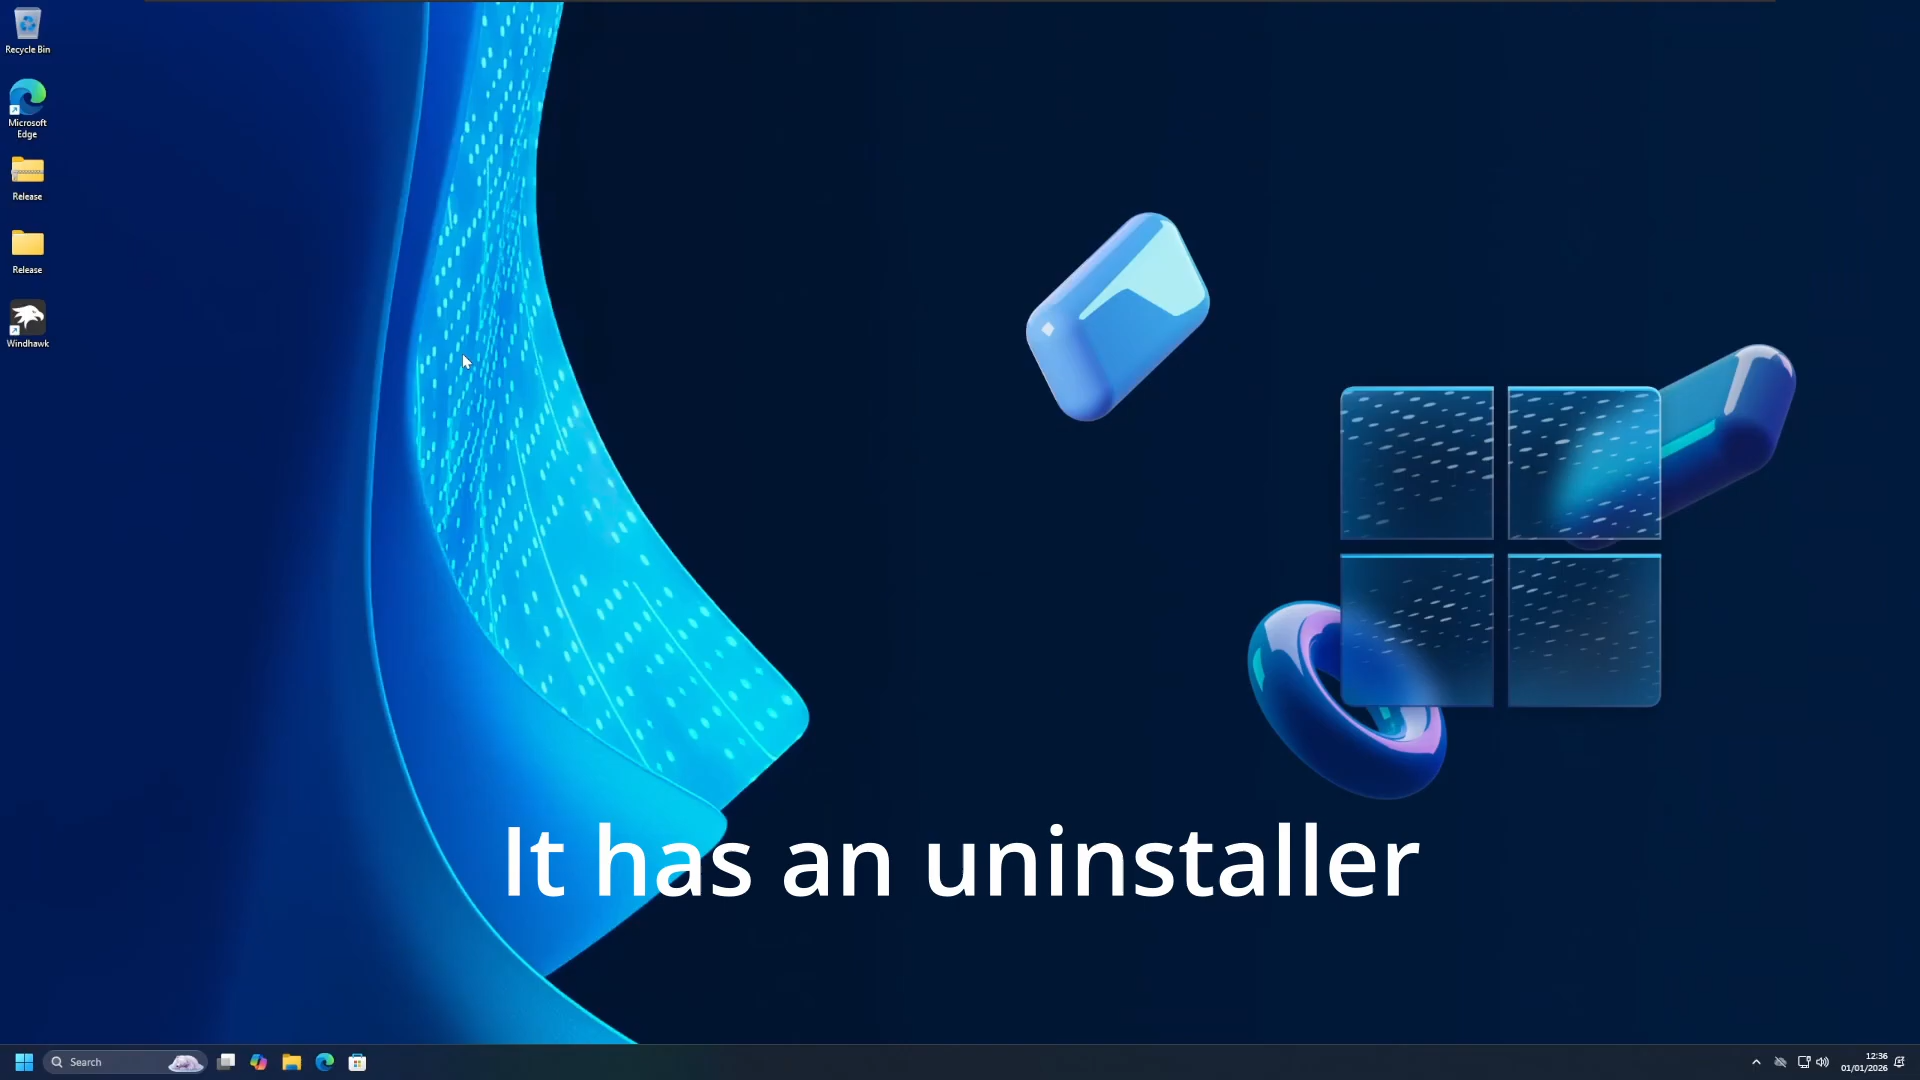 Recycle Bin
Microsoft
Edge
Release
Release
Windhawk
It has an uninstaller
Search
12:36
01/01/2026